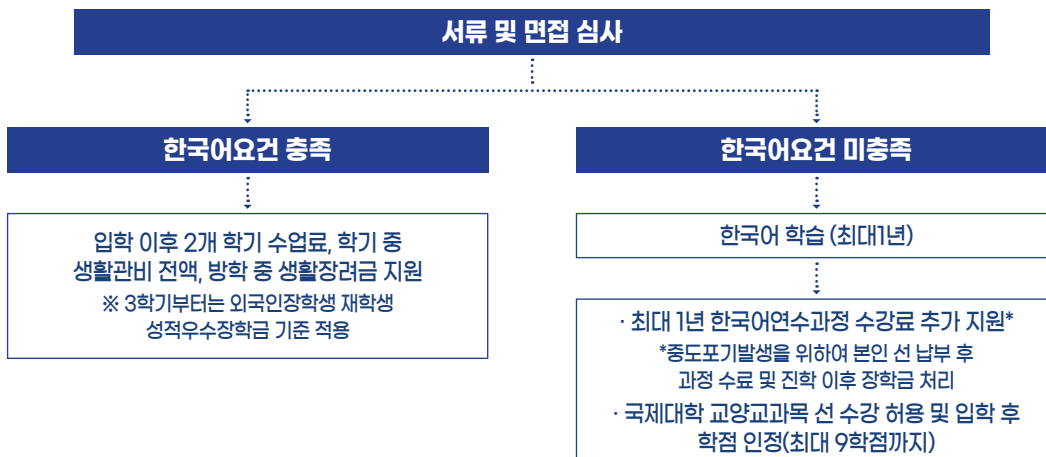 서류 및 면접 심사
한국어요건 충족
입학 이후 2개 학기 수업료, 학기 중
생활관비 전액, 방학 중 생활장려금 지원
※ 3학기부터는 외국인장학생 재학생
성적우수장학금 기준 적용
한국어요건 미충족
한국어 학습 (최대1년)
· 최대 1년 한국어연수과정 수강료 추가 지원*
*중도포기발생을 위하여 본인 선 납부 후
과정 수료 및 진학 이후 장학금 처리
· 국제대학 교양교과목 선 수강 허용 및 입학 후
학점 인정(최대 9학점까지)